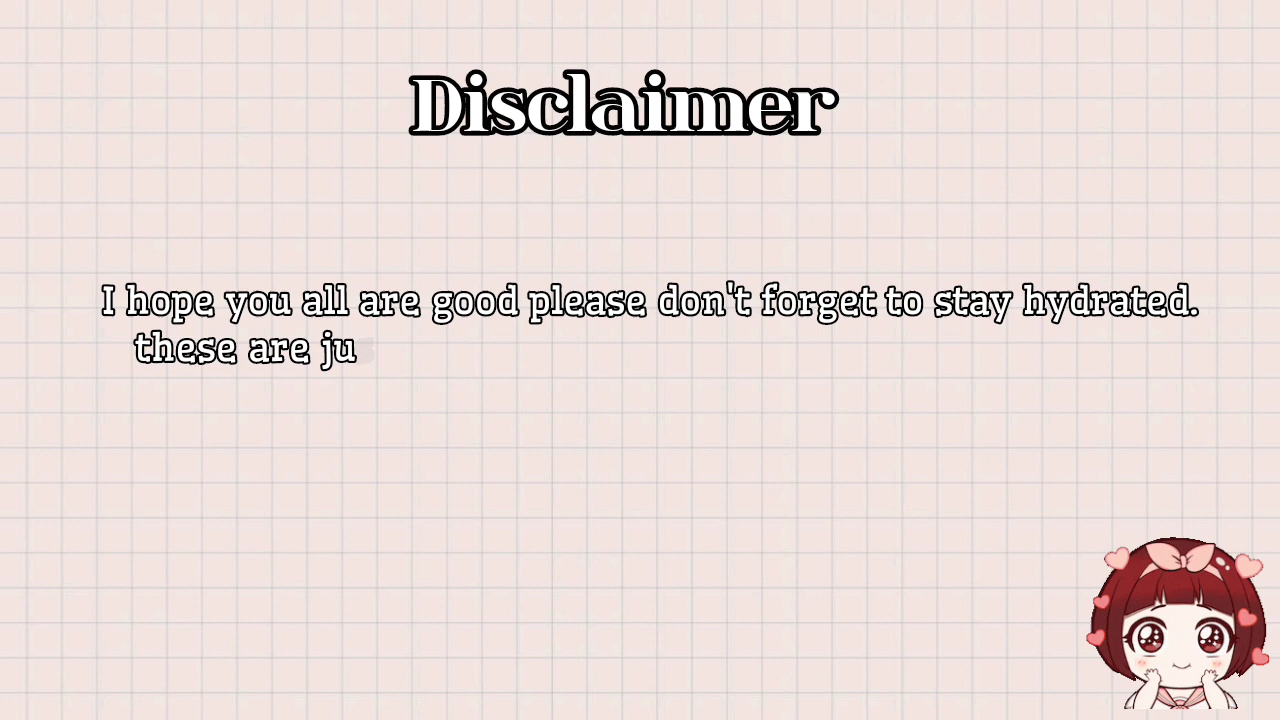 Disclaimer
I hope you all are good please don't forget to stay hydrated.
these are ju